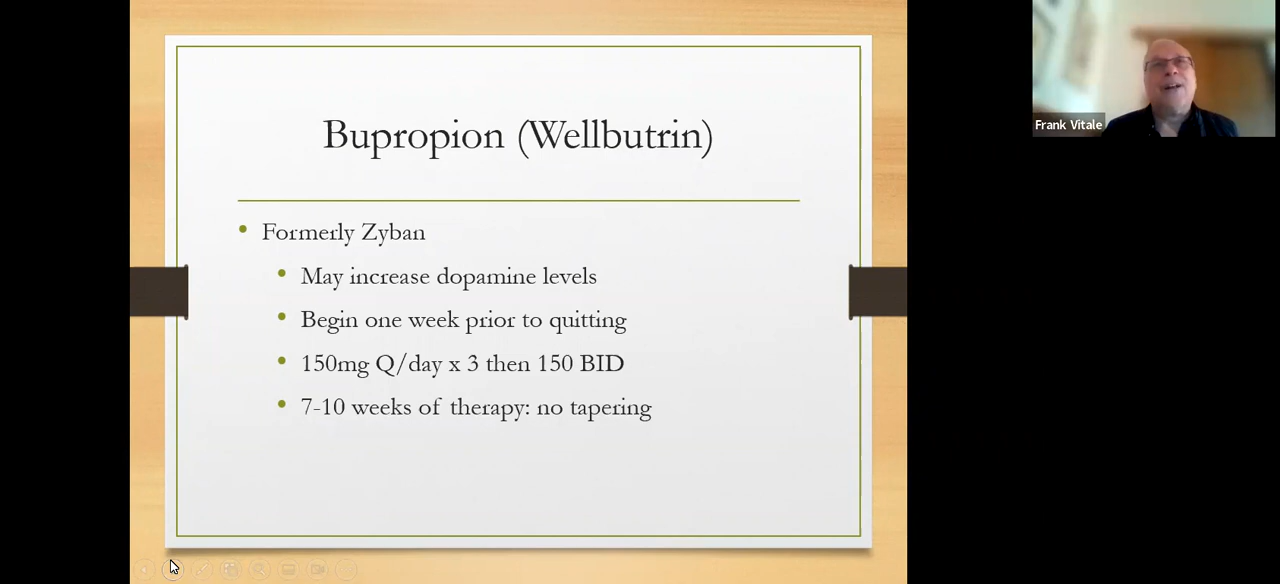 Bupropion (Wellbutrin)
Formerly Zyban
May increase dopamine levels
Begin one week prior to quitting
150mg Q/day x 3 then 150 BID
7-10 weeks of therapy: no tapering
Frank Vitale